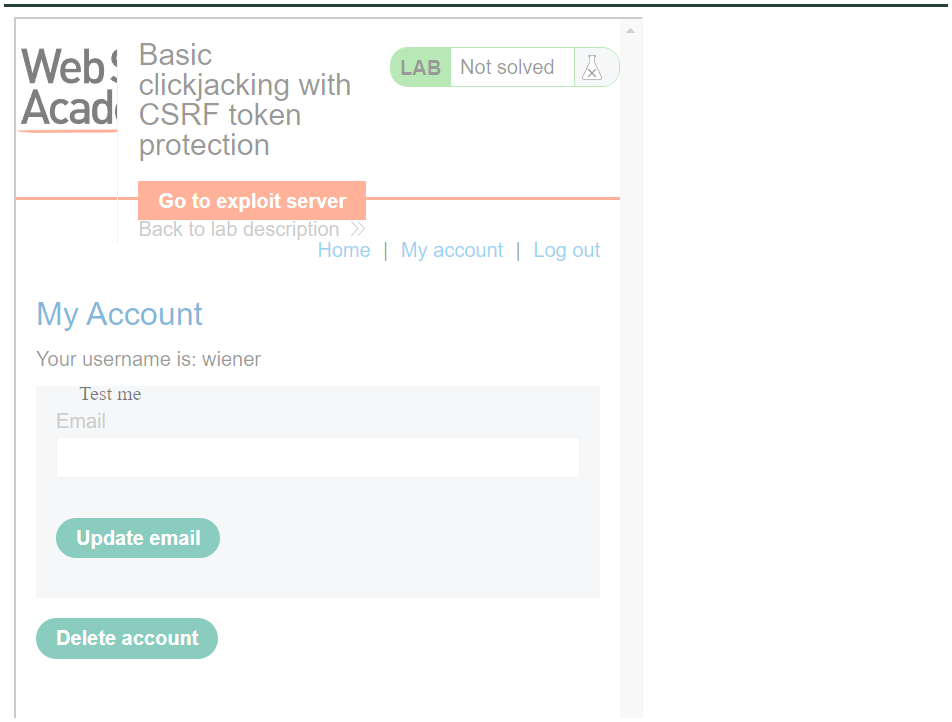 Web S
Acad
Basic
clickjacking with
CSRF token
protection
LAB Not solved
Go to exploit server
Back to lab description
Home | My account | Log out
My Account
Your username is: wiener
Test me
Email
Update email
Delete account